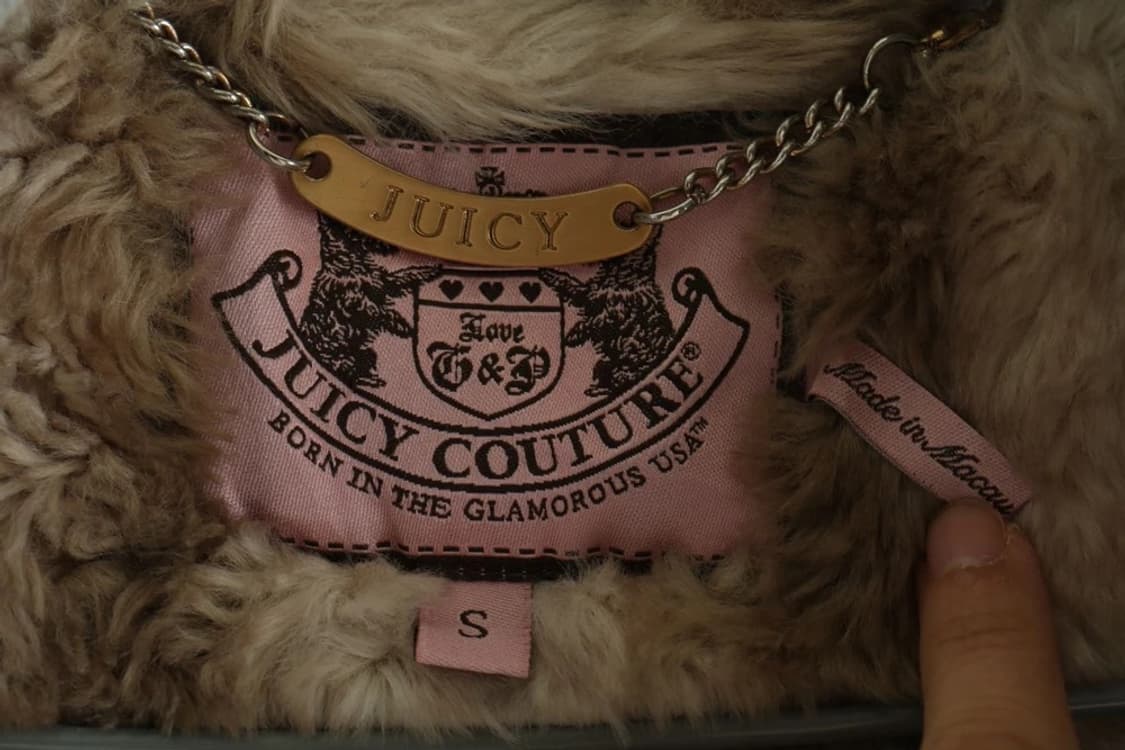 JUICY
Love
G&P
JUICY COUTURE®
BORN IN THE GLAMOROUS USA™
Made in Macau
S